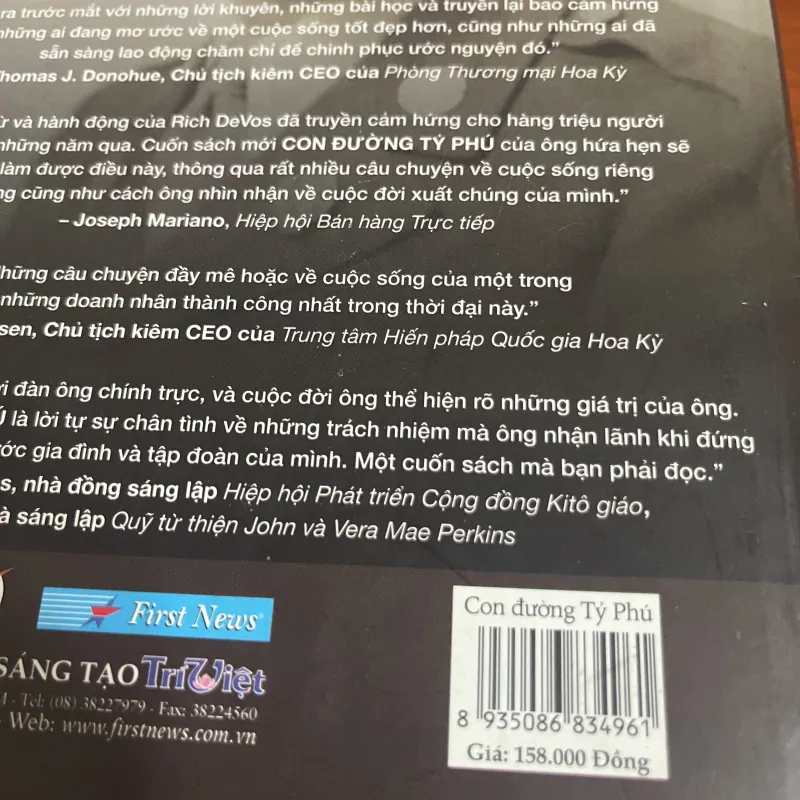 ra trước mắt với những lời khuyên, những bài học và truyền lại bao cảm hứng
những ai đang mơ ước về một cuộc sống tốt đẹp hơn, cũng như những ai đã
sẵn sàng lao động chăm chỉ để chinh phục ước nguyện đó.”
homas J. Donohue, Chủ tịch kiêm CEO của Phòng Thương mại Hoa Kỳ
và hành động của Rich DeVos đã truyền cảm hứng cho hàng triệu người
những năm qua. Cuốn sách mới CON ĐƯỜNG TỶ PHÚ của ông hứa hẹn sẽ
làm được điều này, thông qua rất nhiều câu chuyện về cuộc sống riêng
ng cũng như cách ông nhìn nhận về cuộc đời xuất chúng của mình.”
– Joseph Mariano, Hiệp hội Bán hàng Trực tiếp
hững câu chuyện đầy mê hoặc về cuộc sống của một trong
những doanh nhân thành công nhất trong thời đại này.”
sen, Chủ tịch kiêm CEO của Trung tâm Hiến pháp Quốc gia Hoa Kỳ
i đàn ông chính trực, và cuộc đời ông thể hiện rõ những giá trị của ông.
Ú là lời tự sự chân tình về những trách nhiệm mà ông nhận lãnh khi đứng
ớc gia đình và tập đoàn của mình. Một cuốn sách mà bạn phải đọc.”
s, nhà đồng sáng lập Hiệp hội Phát triển Cộng đồng Kitô giáo,
à sáng lập Quỹ từ thiện John và Vera Mae Perkins
First News®
SÁNG TẠO Trí Việt
M - Tel: (08) 38227979 - Fax: 38224560
Web: www.firstnews.com.vn
Con đường Tỷ Phú
8 935086 834961
Giá: 158.000 Đồng